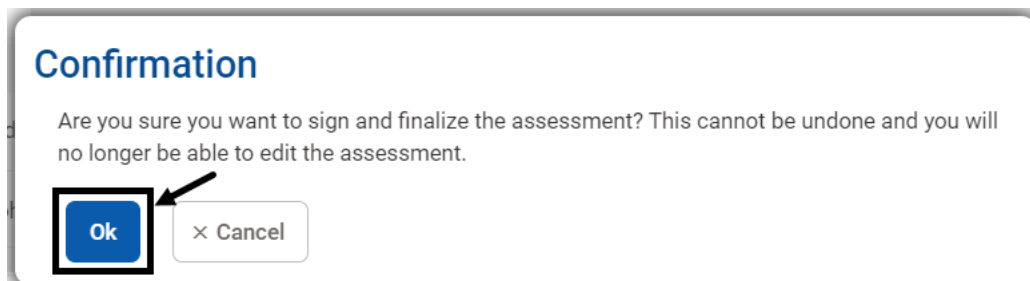 Confirmation
Are you sure you want to sign and finalize the assessment? This cannot be undone and you will
no longer be able to edit the assessment.
Ok
× Cancel